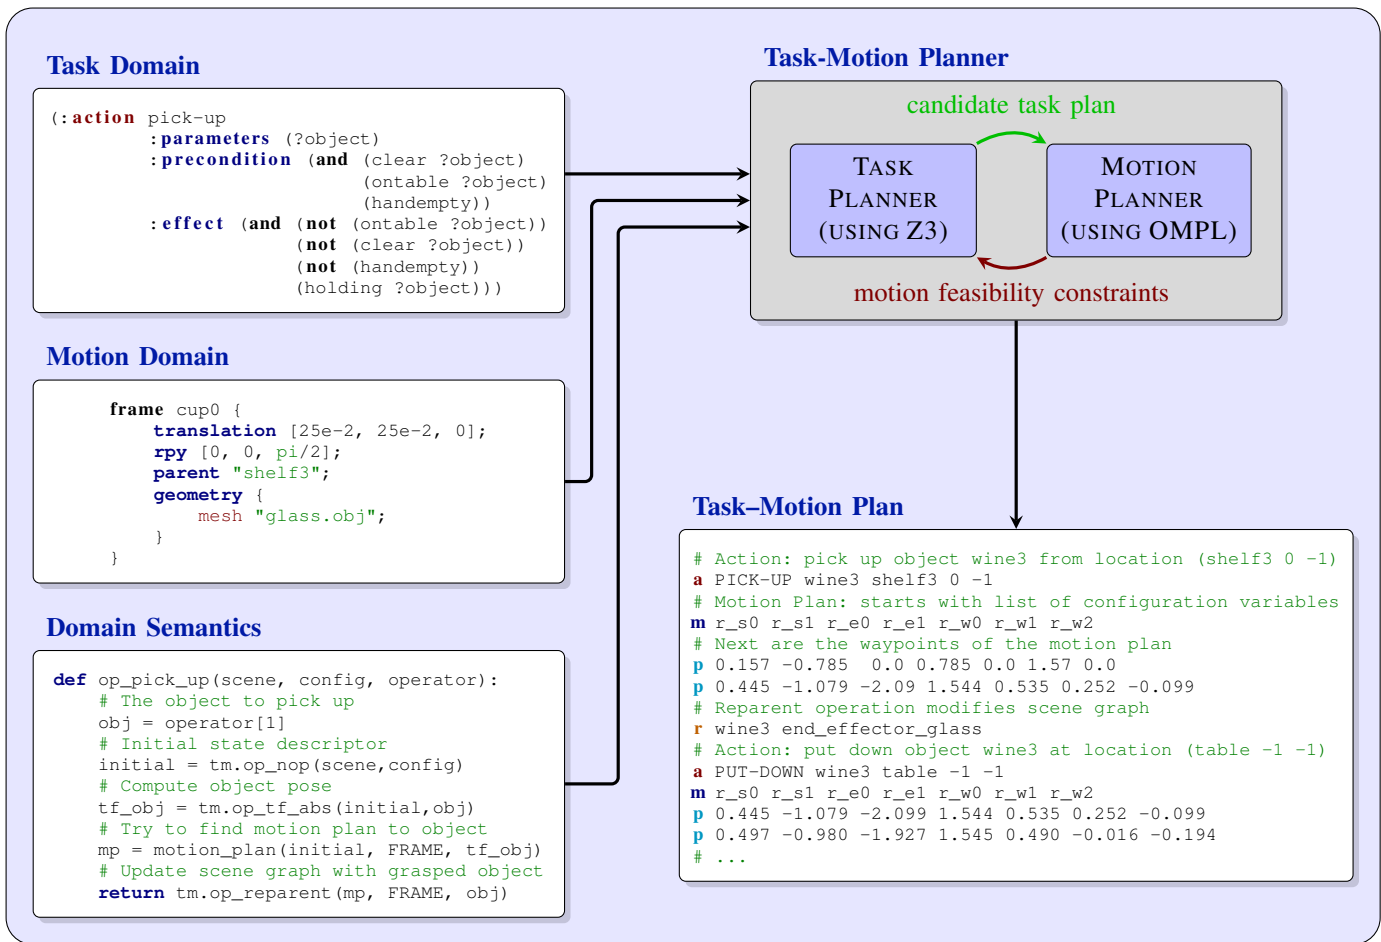 Task Domain
(:action pick-up
:parameters (?object)
:precondition (and (clear ?object)
(ontable ?object)
(handempty))
:effect (and (not (ontable ?object))
(not (clear ?object))
(not (handempty))
(holding ?object)))
Motion Domain
frame cup0 {
translation [25e-2, 25e-2, 0];
rpy [0, 0, pi/2];
parent "shelf3";
geometry {
mesh "glass.obj";
}
}
Domain Semantics
def op_pick_up(scene, config, operator):
# The object to pick up
obj = operator[1]
# Initial state descriptor
initial = tm.op_nop(scene,config)
# Compute object pose
tf_obj = tm.op_tf_abs(initial,obj)
# Try to find motion plan to object
mp = motion_plan(initial, FRAME, tf_obj)
# Update scene graph with grasped object
return tm.op_reparent(mp, FRAME, obj)
Task-Motion Planner
candidate task plan
TASK
PLANNER
(USING Z3)
MOTION
PLANNER
(USING OMPL)
motion feasibility constraints
Task–Motion Plan
# Action: pick up object wine3 from location (shelf3 0 -1)
a PICK-UP wine3 shelf3 0 -1
# Motion Plan: starts with list of configuration variables
m r_s0 r_s1 r_e0 r_e1 r_w0 r_w1 r_w2
# Next are the waypoints of the motion plan
p 0.157 -0.785 0.0 0.785 0.0 1.57 0.0
p 0.445 -1.079 -2.09 1.544 0.535 0.252 -0.099
# Reparent operation modifies scene graph
r wine3 end_effector_glass
# Action: put down object wine3 at location (table -1 -1)
a PUT-DOWN wine3 table -1 -1
m r_s0 r_s1 r_e0 r_e1 r_w0 r_w1 r_w2
p 0.445 -1.079 -2.099 1.544 0.535 0.252 -0.099
p 0.497 -0.980 -1.927 1.545 0.490 -0.016 -0.194
# ...